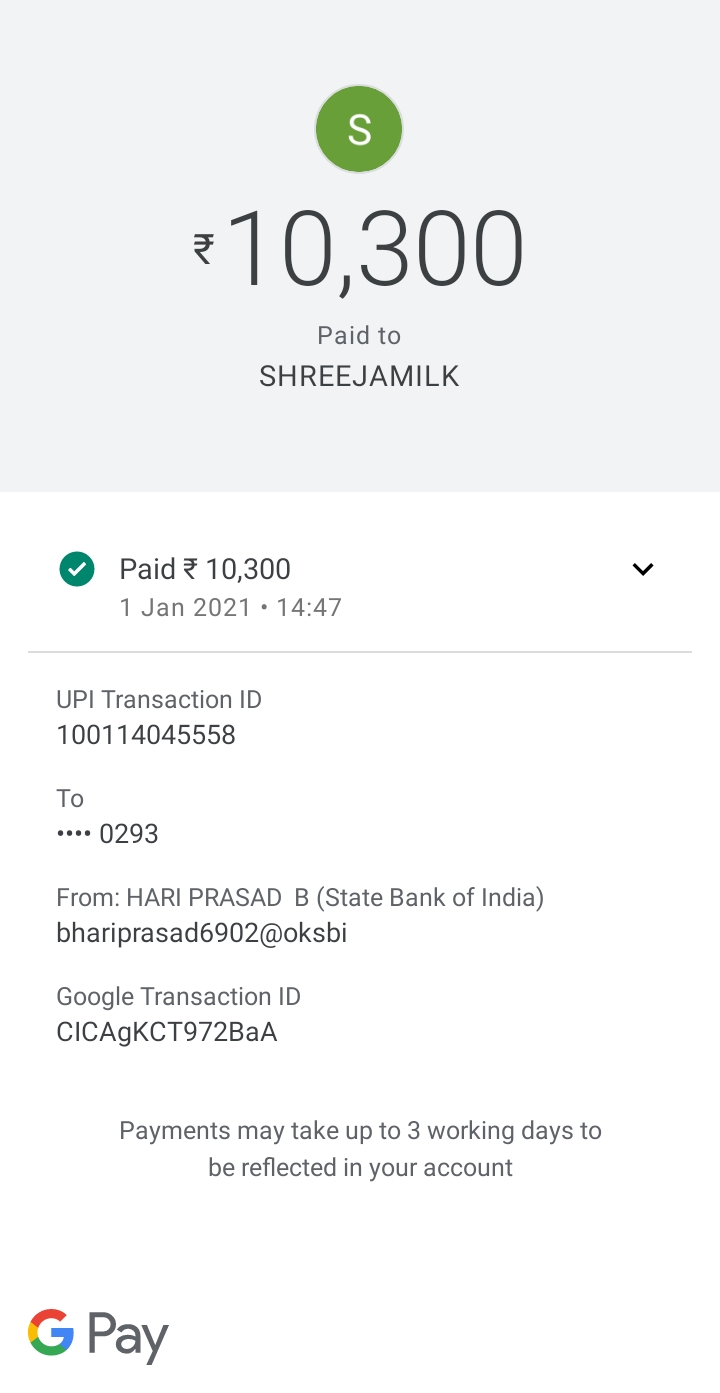 S
₹10,300
Paid to
SHREEJAMILK
Paid ₹ 10,300
1 Jan 2021 • 14:47
UPI Transaction ID
100114045558
To
•••• 0293
From: HARI PRASAD  B (State Bank of India)
bhariprasad6902@oksbi
Google Transaction ID
CICAgKCT972BaA
Payments may take up to 3 working days to
be reflected in your account
G Pay